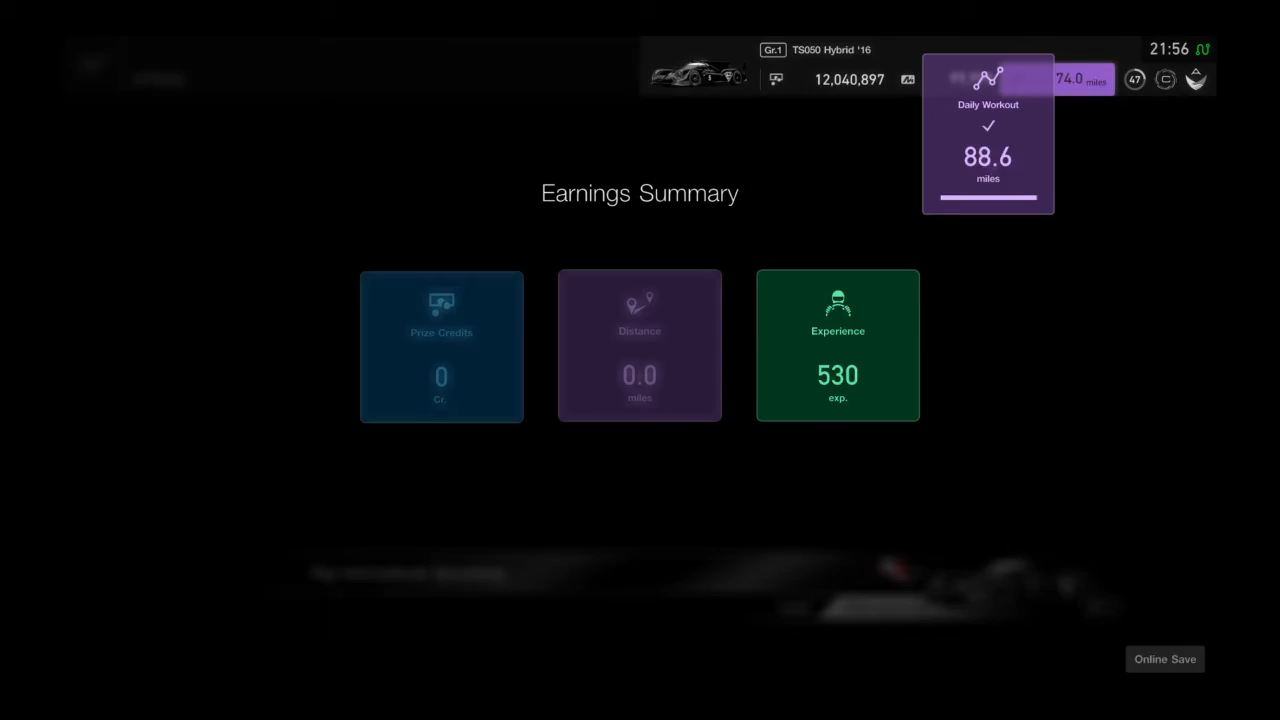 Gr.1 TS050 Hybrid '16
21:56
12,040,897
74.0 miles
47
Daily Workout
88.6
miles
Earnings Summary
Prize Credits
0
Cr.
Distance
0.0
miles
Experience
530
exp.
Online Save